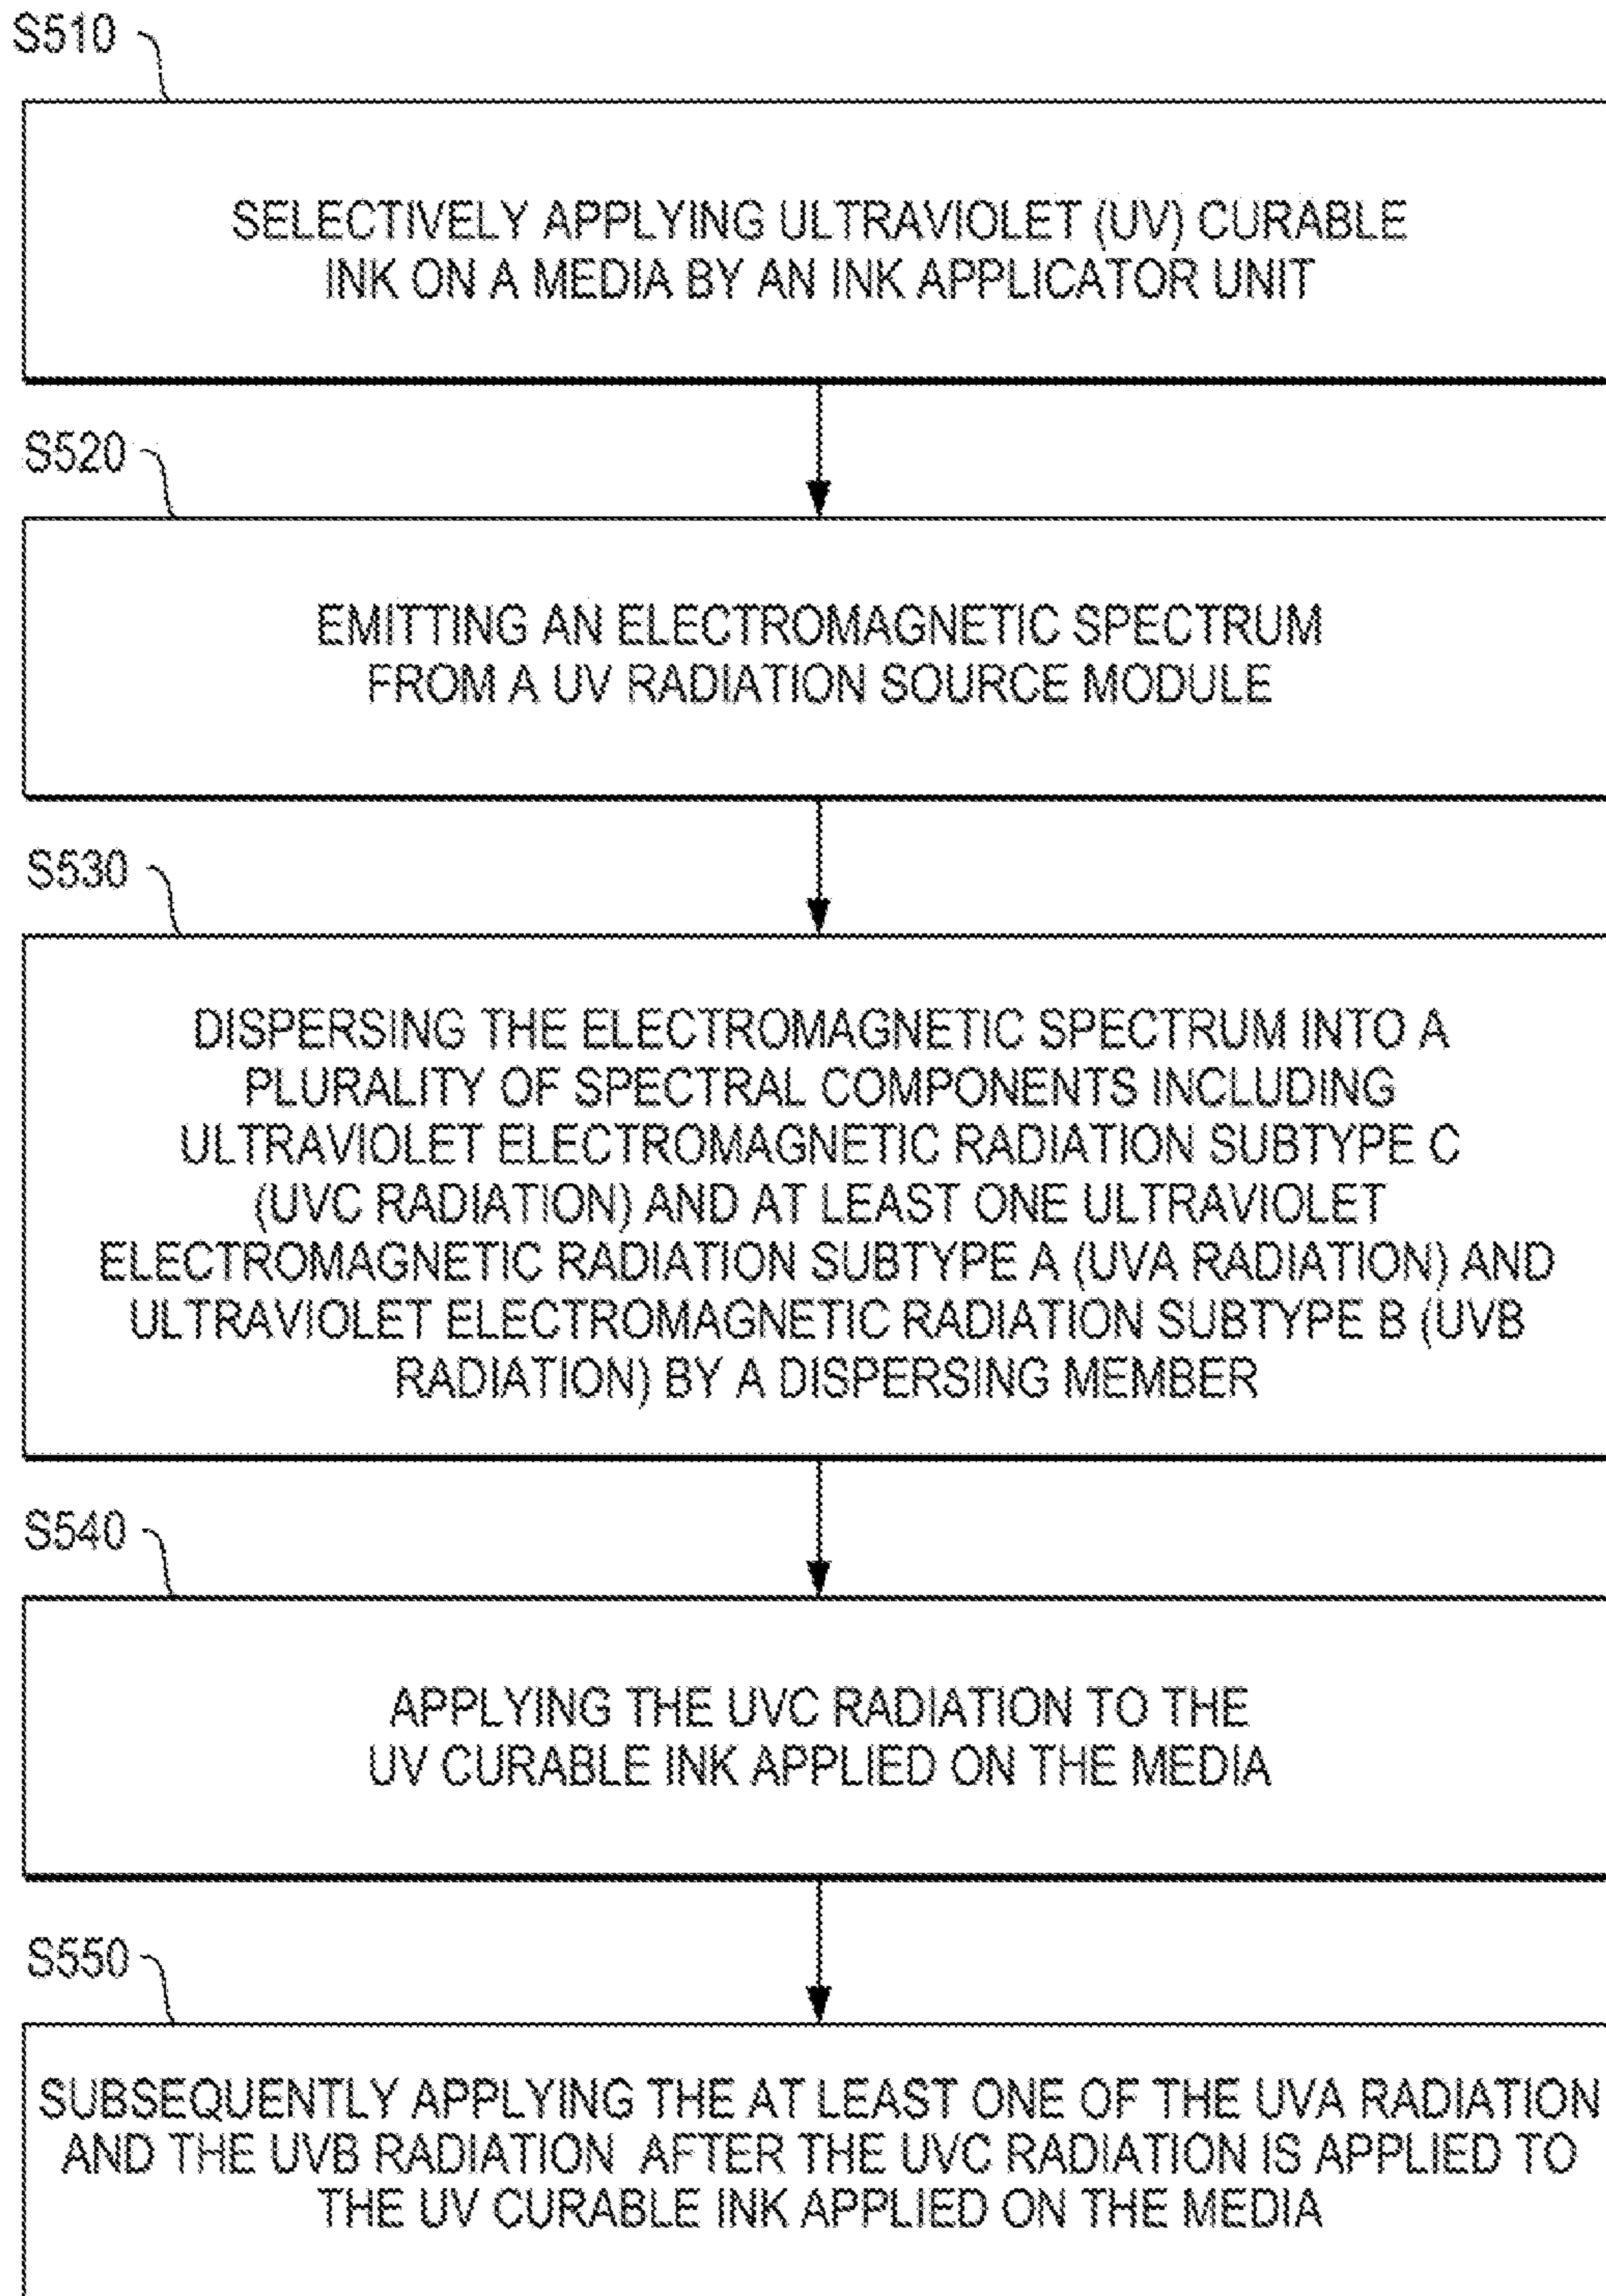 S510
SELECTIVELY APPLYING ULTRAVIOLET (UV) CURABLE
INK ON A MEDIA BY AN INK APPLICATOR UNIT
S520
EMITTING AN ELECTROMAGNETIC SPECTRUM
FROM A UV RADIATION SOURCE MODULE
S530
DISPERSING THE ELECTROMAGNETIC SPECTRUM INTO A
PLURALITY OF SPECTRAL COMPONENTS INCLUDING
ULTRAVIOLET ELECTROMAGNETIC RADIATION SUBTYPE C
(UVC RADIATION) AND AT LEAST ONE ULTRAVIOLET
ELECTROMAGNETIC RADIATION SUBTYPE A (UVA RADIATION) AND
ULTRAVIOLET ELECTROMAGNETIC RADIATION SUBTYPE B (UVB
RADIATION) BY A DISPERSING MEMBER
S540
APPLYING THE UVC RADIATION TO THE
UV CURABLE INK APPLIED ON THE MEDIA
S550
SUBSEQUENTLY APPLYING THE AT LEAST ONE OF THE UVA RADIATION
AND THE UVB RADIATION AFTER THE UVC RADIATION IS APPLIED TO
THE UV CURABLE INK APPLIED ON THE MEDIA